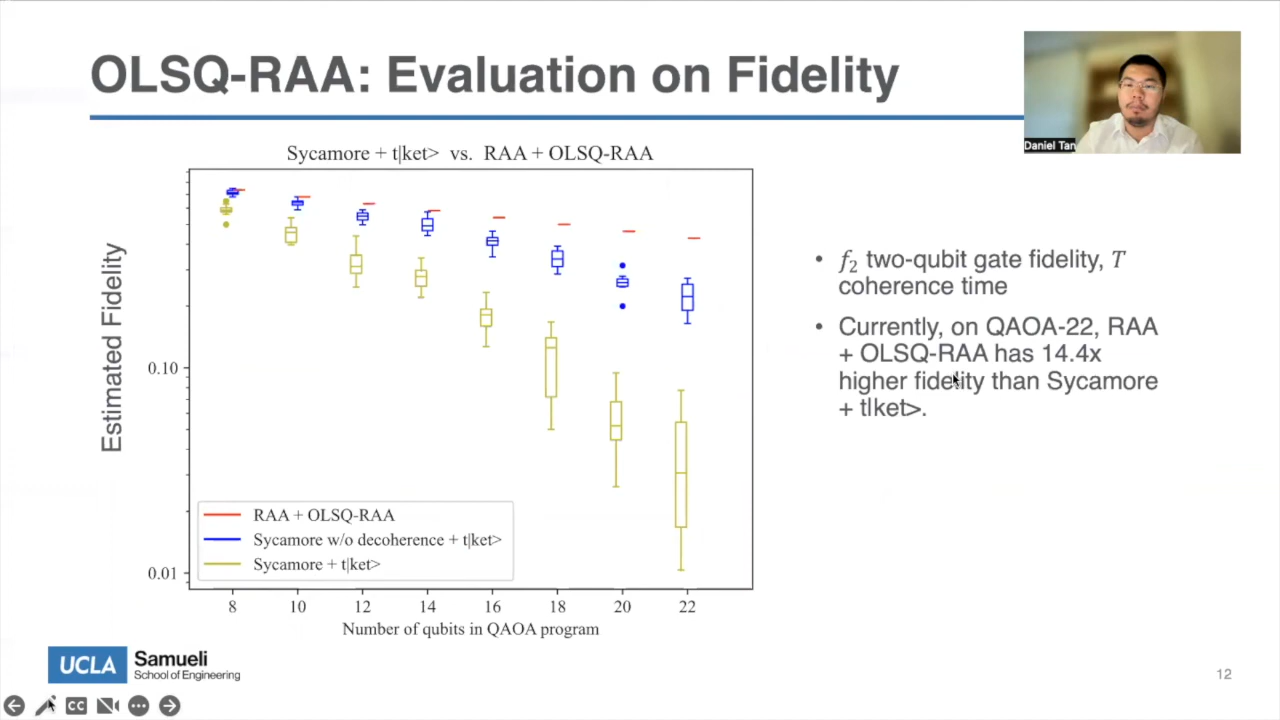 OLSQ-RAA: Evaluation on Fidelity
Daniel Tan
Sycamore + t|ket> vs. RAA + OLSQ-RAA
Estimated Fidelity
0.10
0.01
RAA + OLSQ-RAA
Sycamore w/o decoherence + t|ket>
Sycamore + t|ket>
8 10 12 14 16 18 20 22
Number of qubits in QAOA program
• f₂ two-qubit gate fidelity, T
coherence time
• Currently, on QAOA-22, RAA
+ OLSQ-RAA has 14.4x
higher fidelity than Sycamore
+ t|ket>.
UCLA Samueli
School of Engineering
12
CC